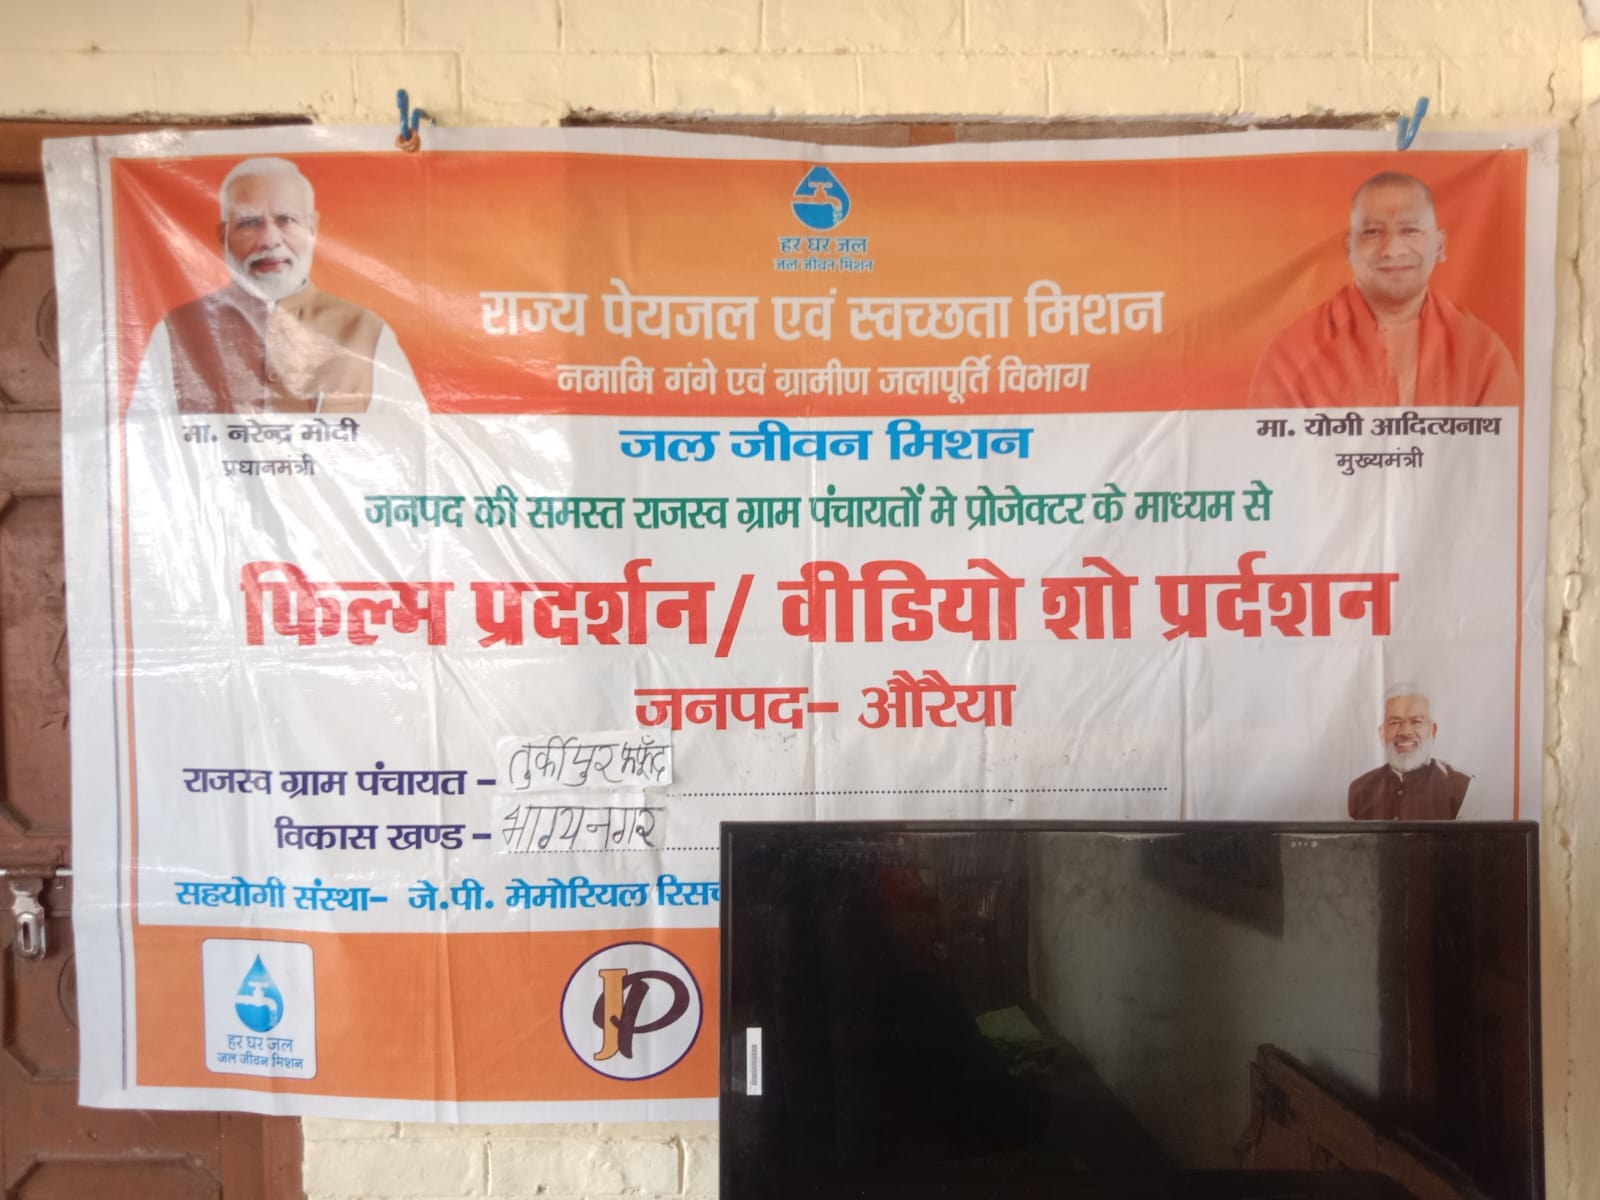 हर घर जल
जल जीवन मिशन
राज्य पेयजल एवं स्वच्छता मिशन
नमामि गंगे एवं ग्रामीण जलापूर्ति विभाग
मा. नरेन्द्र मोदी
प्रधानमंत्री
जल जीवन मिशन
मा. योगी आदित्यनाथ
मुख्यमंत्री
जनपद की समस्त राजस्व ग्राम पंचायतों मे प्रोजेक्टर के माध्यम से
फिल्म प्रदर्शन/ वीडियो शो प्रर्दशन
जनपद- औरैया
राजस्व ग्राम पंचायत - तुर्कीपुर फफूँद
विकास खण्ड - भाग्यनगर
सहयोगी संस्था- जे.पी. मेमोरियल रिसच
हर घर जल
जल जीवन मिशन
JP